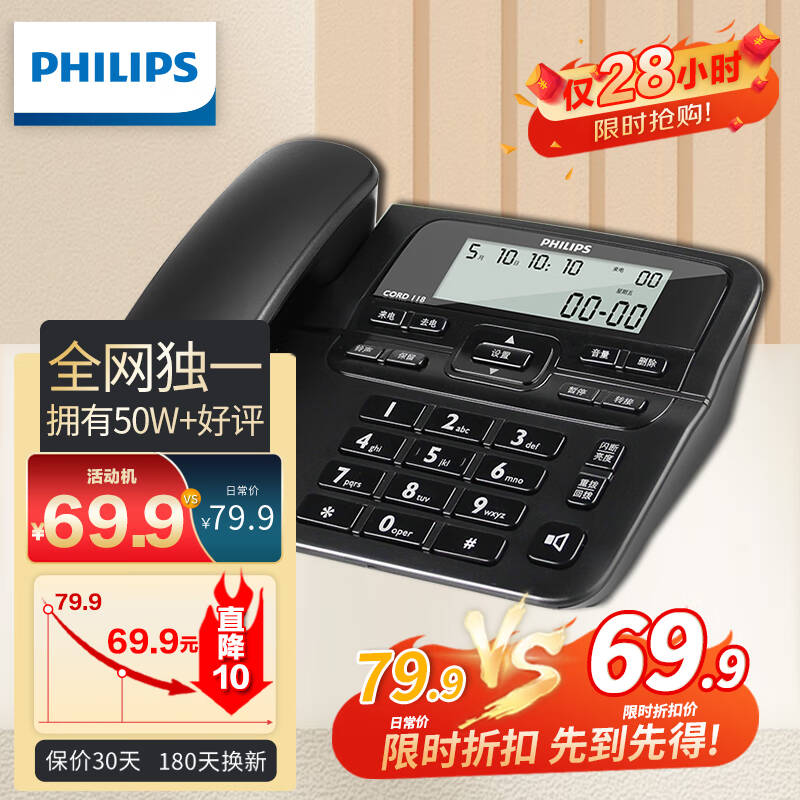 PHILIPS
仅28小时
限时抢购!
PHILIPS
5月 10日 10:10 来电 00
星期五
00-00
CORD 118
来电 去电
设置
音量 删除
铃声 保留
暂停 转接
1 2abc 3def
闪断
亮度
4ghi 5jkl 6mno
重拨
回拨
7pqrs 8tuv 9wxyz
* 0oper #
全网独一
拥有50W+好评
活动机
¥69.9
VS
日常价
¥79.9
79.9
69.9元
直降10
保价30天 180天换新
79.9
日常价
VS
69.9
限时折扣价
限时折扣 先到先得!